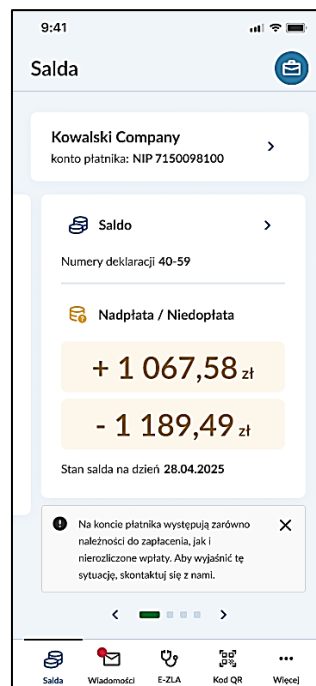 9:41
Salda
Kowalski Company
konto płatnika: NIP 7150098100
Saldo
Numery deklaracji 40-59
Nadpłata / Niedopłata
+ 1 067,58 zł
- 1 189,49 zł
Stan salda na dzień 28.04.2025
Na koncie płatnika występują zarówno
należności do zapłacenia, jak i
nierozliczone wpłaty. Aby wyjaśnić tę
sytuację, skontaktuj się z nami.
Salda Wiadomości E-ZLA Kod QR Więcej